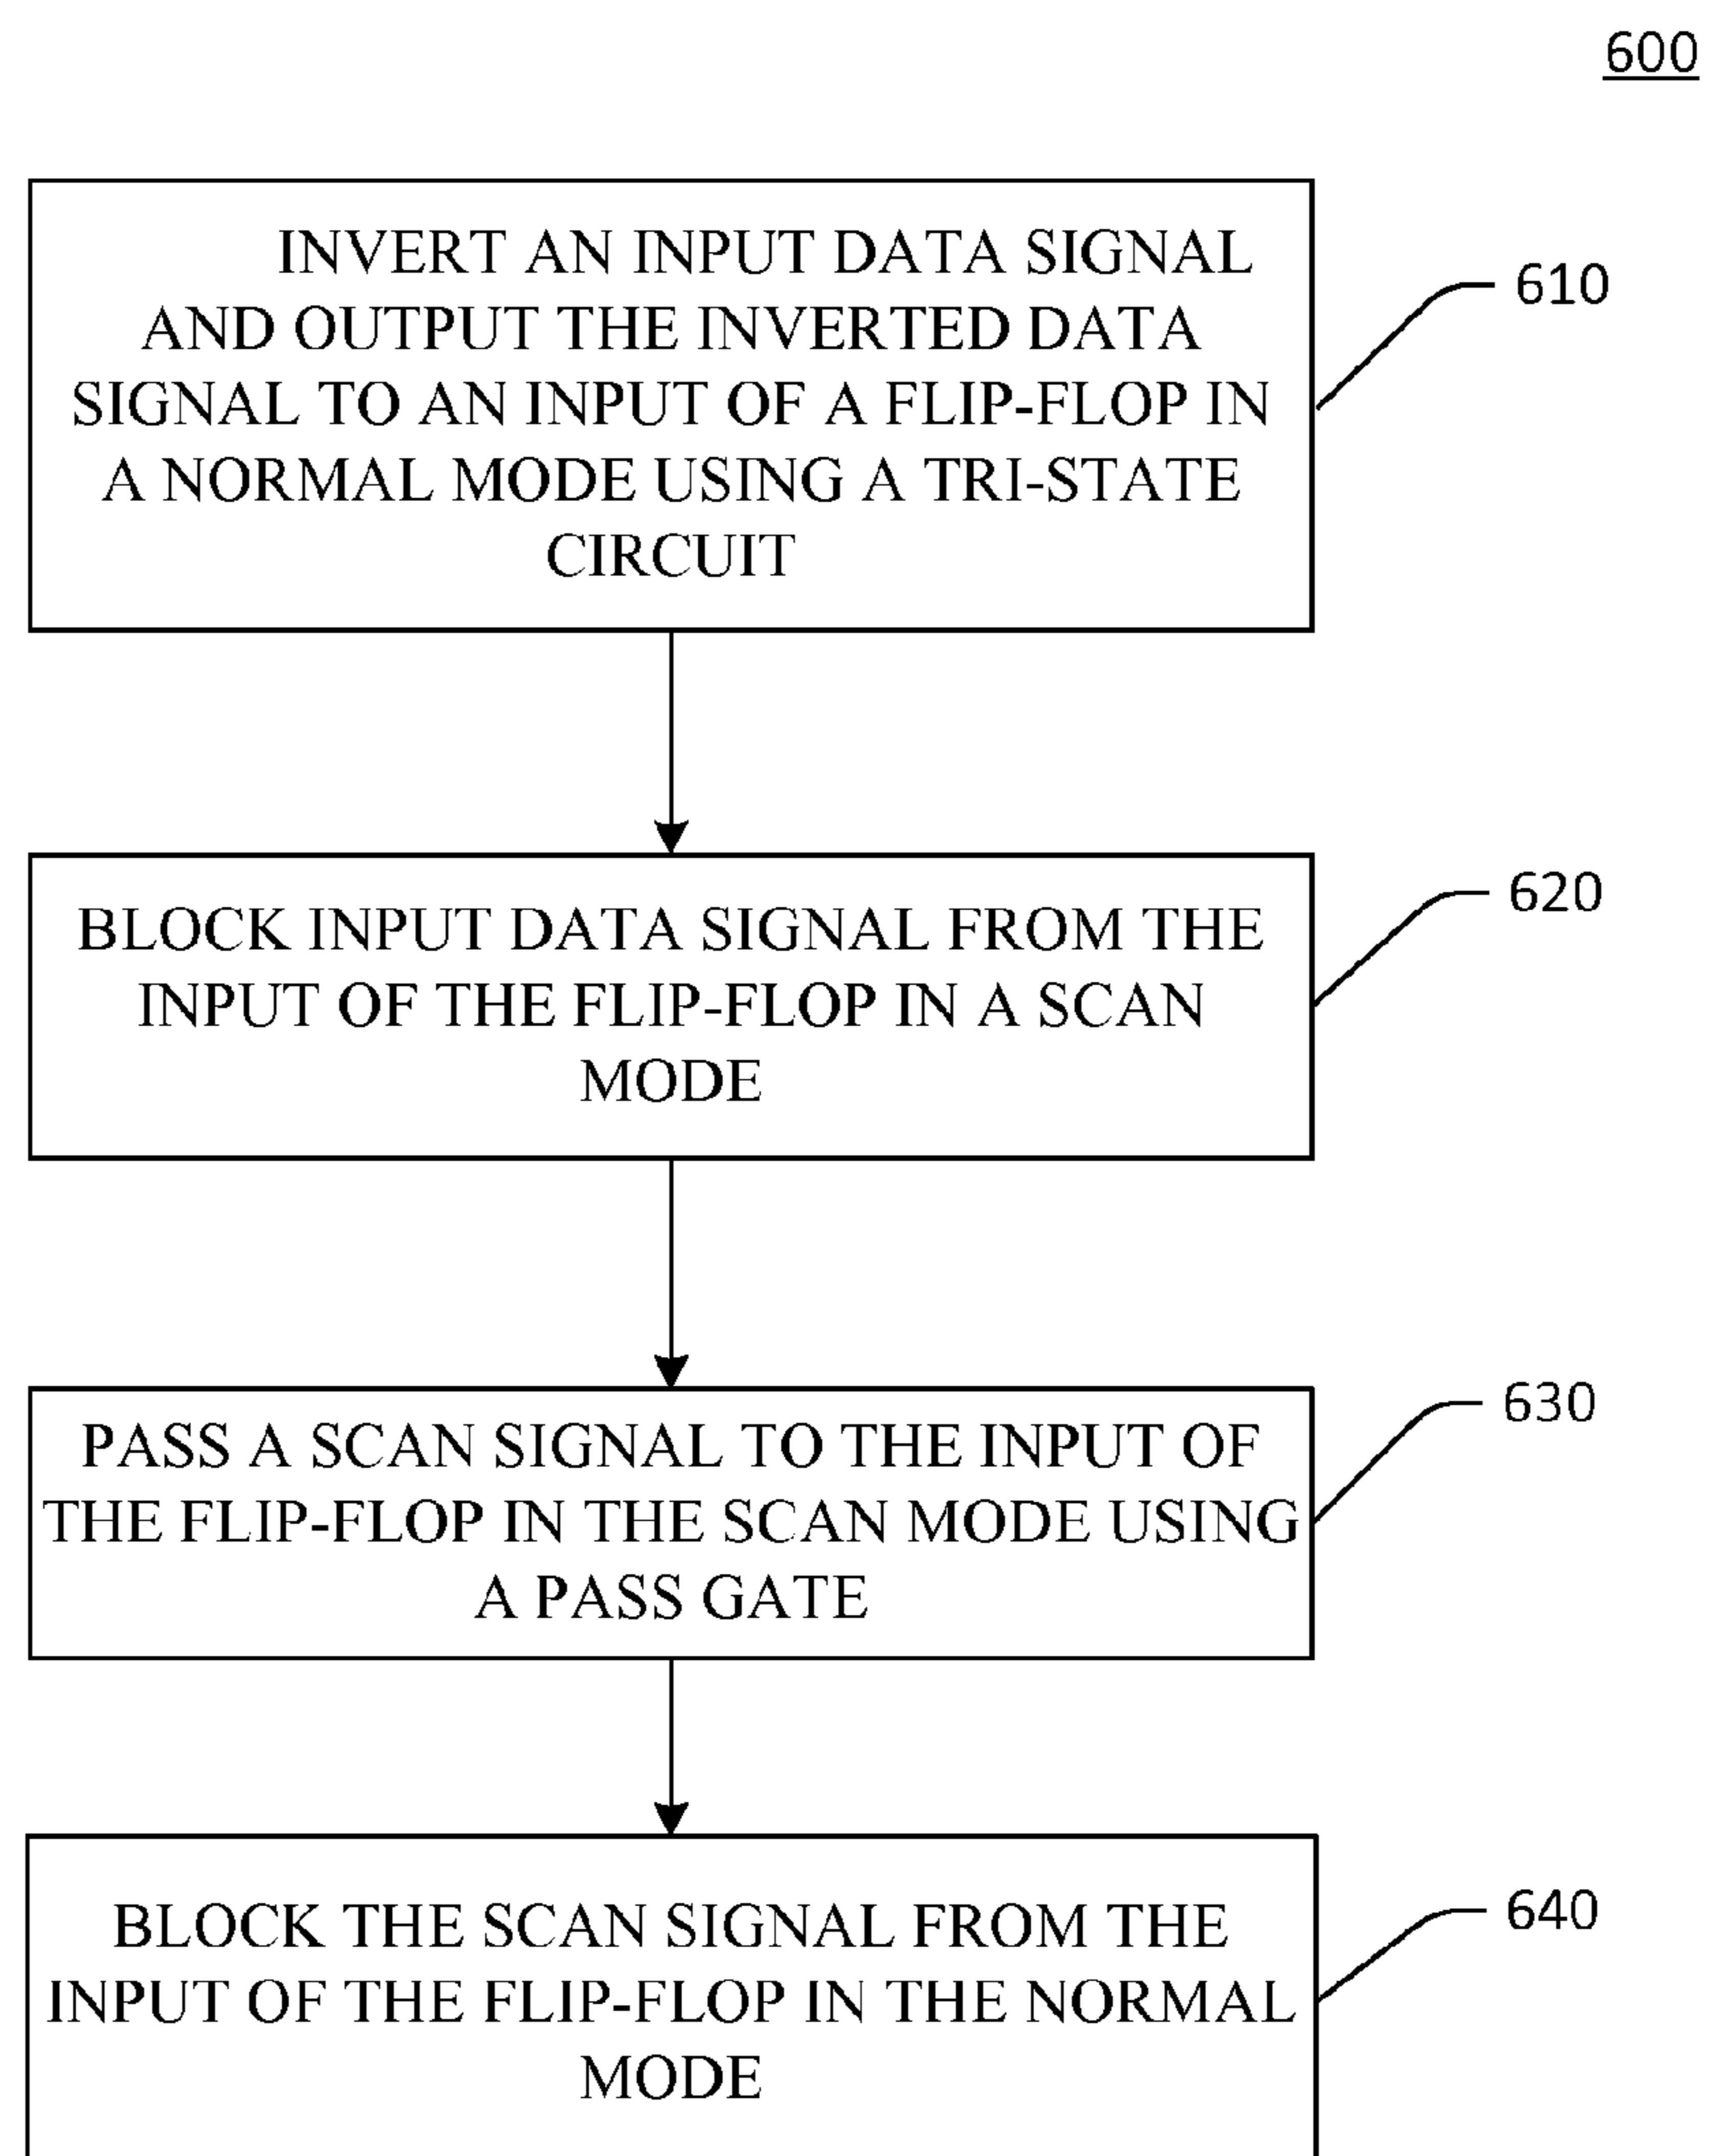 600
INVERT AN INPUT DATA SIGNAL
AND OUTPUT THE INVERTED DATA
SIGNAL TO AN INPUT OF A FLIP-FLOP IN
A NORMAL MODE USING A TRI-STATE
CIRCUIT
610
BLOCK INPUT DATA SIGNAL FROM THE
INPUT OF THE FLIP-FLOP IN A SCAN
MODE
620
PASS A SCAN SIGNAL TO THE INPUT OF
THE FLIP-FLOP IN THE SCAN MODE USING
A PASS GATE
630
BLOCK THE SCAN SIGNAL FROM THE
INPUT OF THE FLIP-FLOP IN THE NORMAL
MODE
640